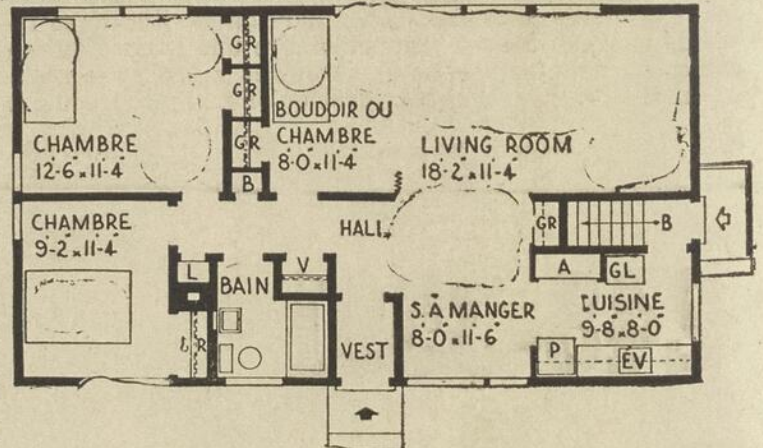 GR
GR
GR
B
CHAMBRE
12'-6" x 11'-4"
BOUDOIR OU
CHAMBRE
8'-0" x 11'-4"
LIVING ROOM
18'-2" x 11'-4"
CHAMBRE
9'-2" x 11'-4"
HALL
GR
B
L
BAIN
V
A
GL
S. À MANGER
8'-0" x 11'-6"
CUISINE
9'-8" x 8'-0"
VEST
P
ÉV
R